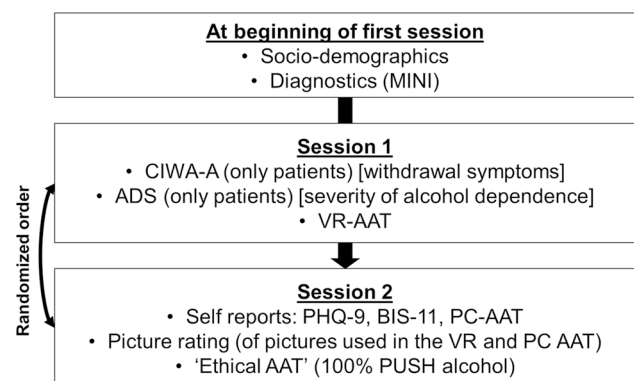 At beginning of first session
• Socio-demographics
• Diagnostics (MINI)
Session 1
• CIWA-A (only patients) [withdrawal symptoms]
• ADS (only patients) [severity of alcohol dependence]
• VR-AAT
Randomized order
Session 2
• Self reports: PHQ-9, BIS-11, PC-AAT
• Picture rating (of pictures used in the VR and PC AAT)
• ‘Ethical AAT’ (100% PUSH alcohol)